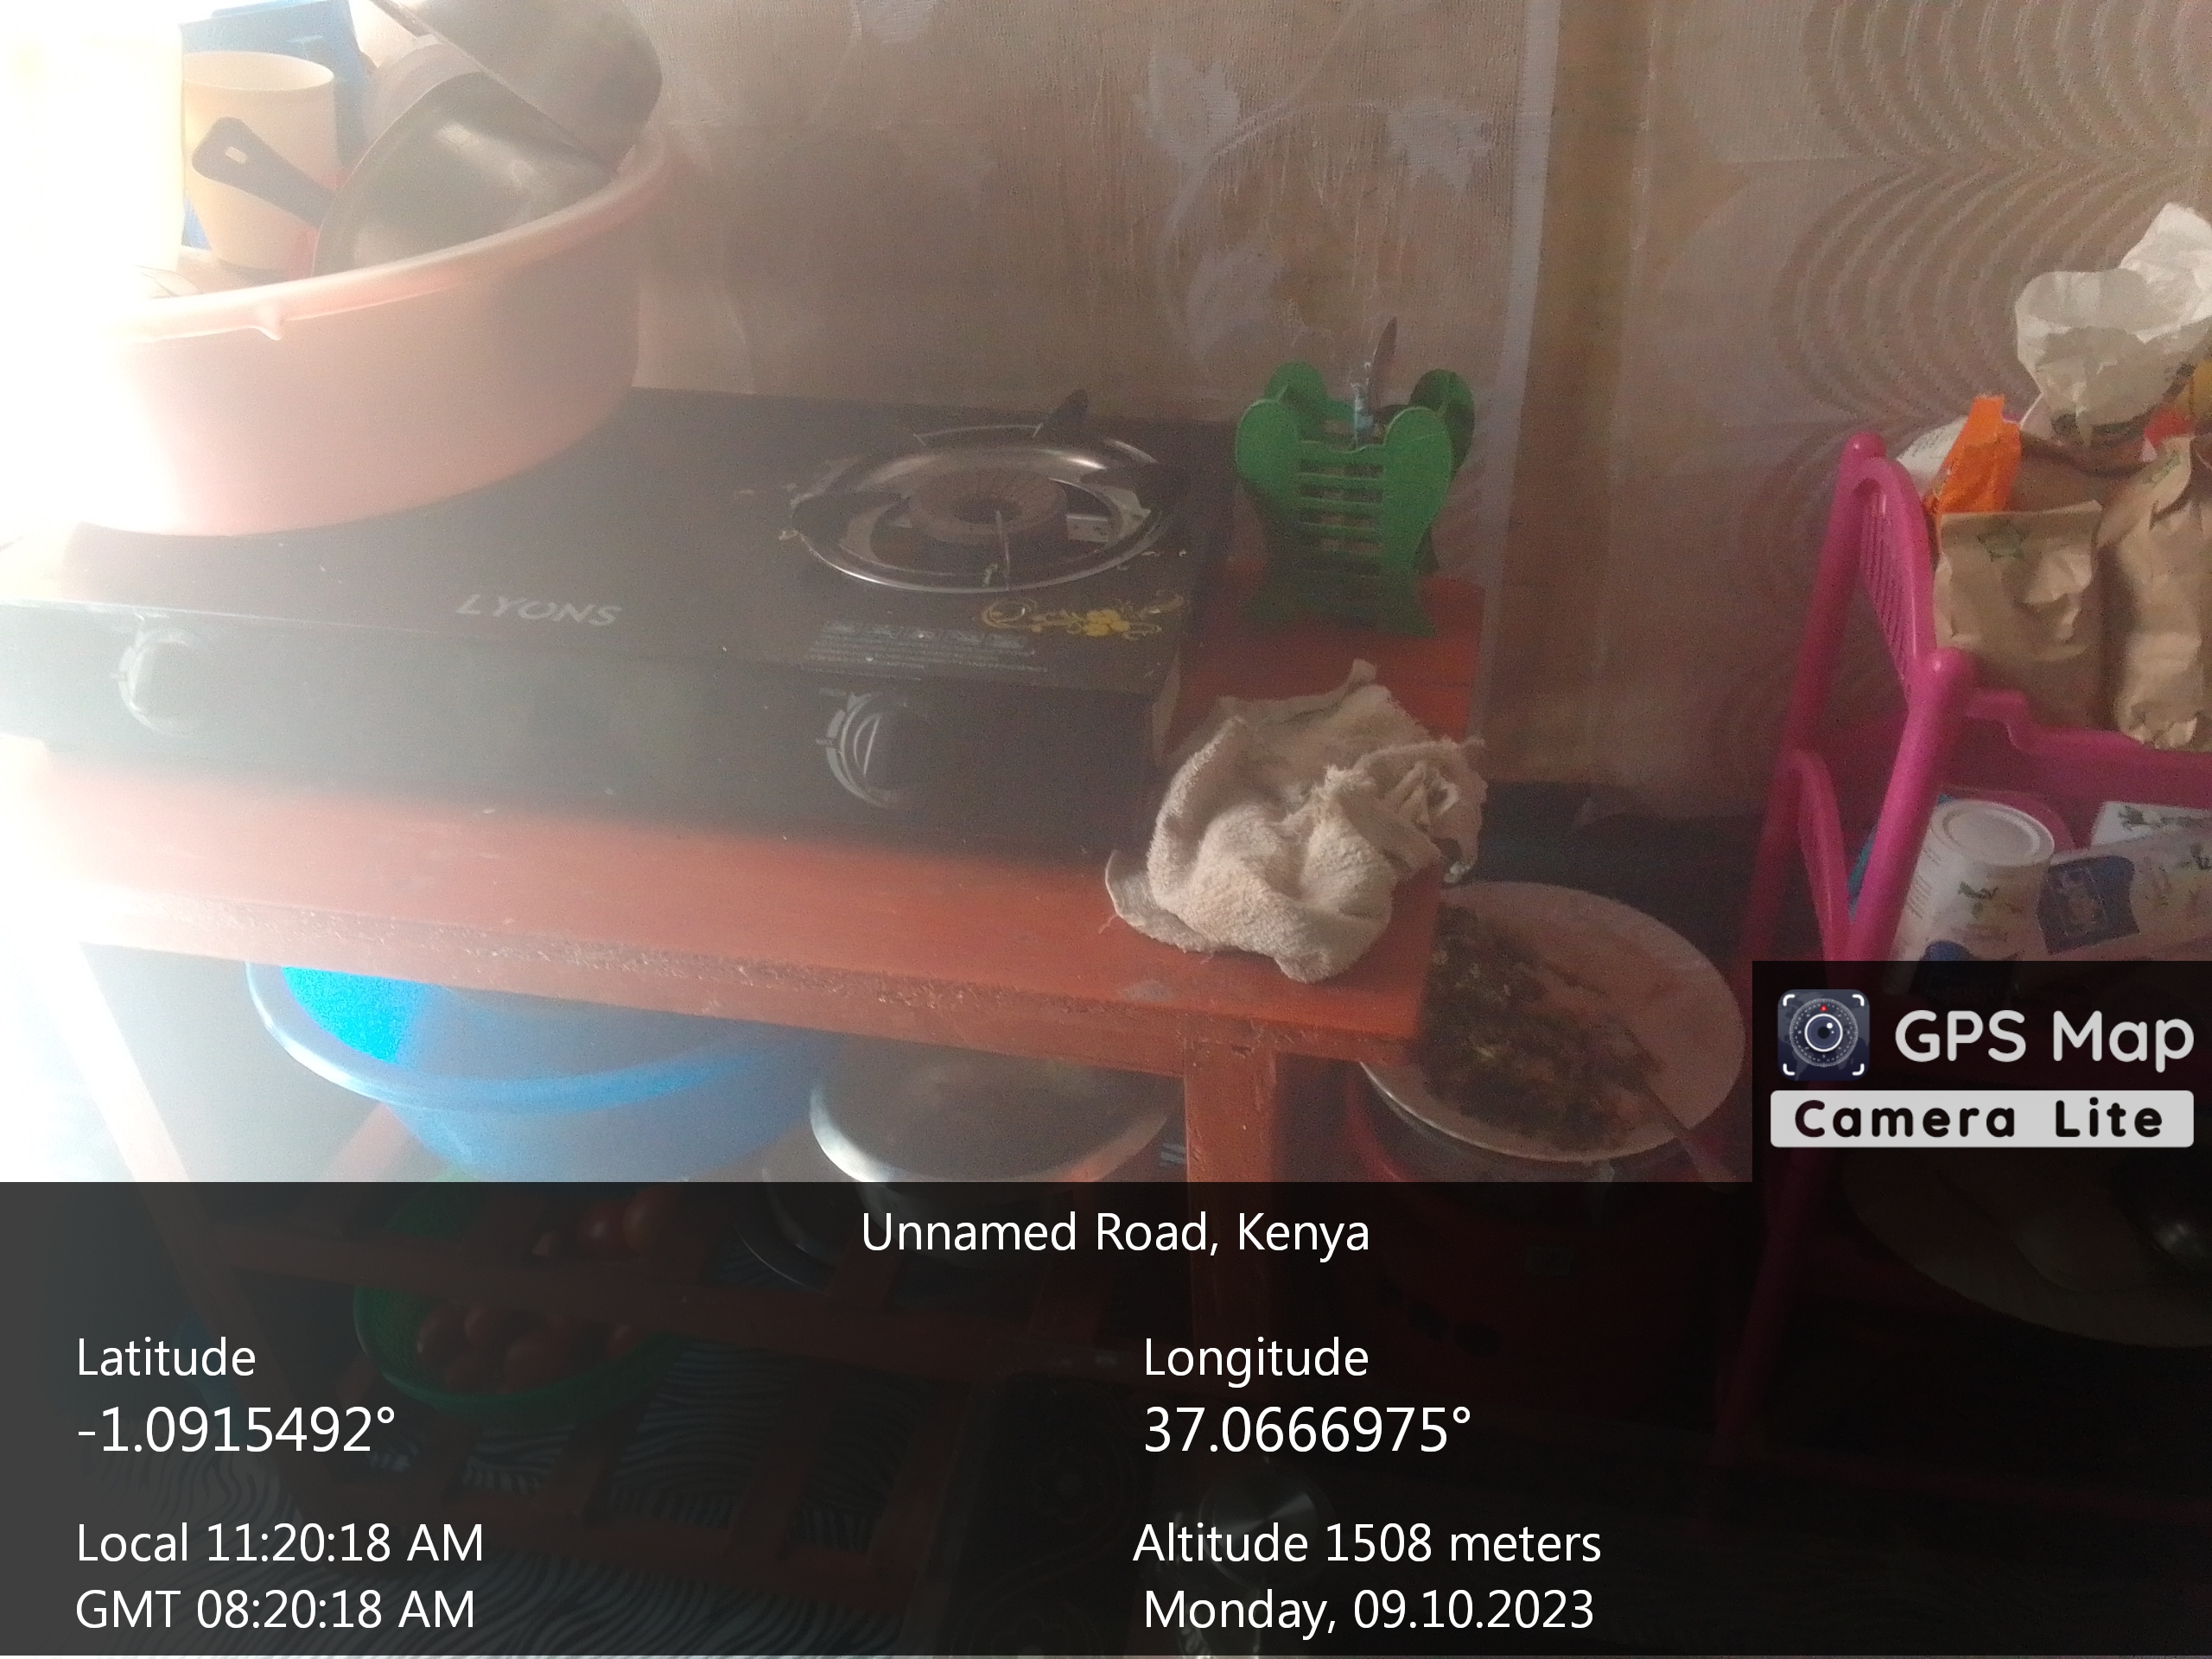 LYONS
GPS Map
Camera Lite
Unnamed Road, Kenya
Latitude
-1.0915492°
Longitude
37.0666975°
Local 11:20:18 AM
GMT 08:20:18 AM
Altitude 1508 meters
Monday, 09.10.2023